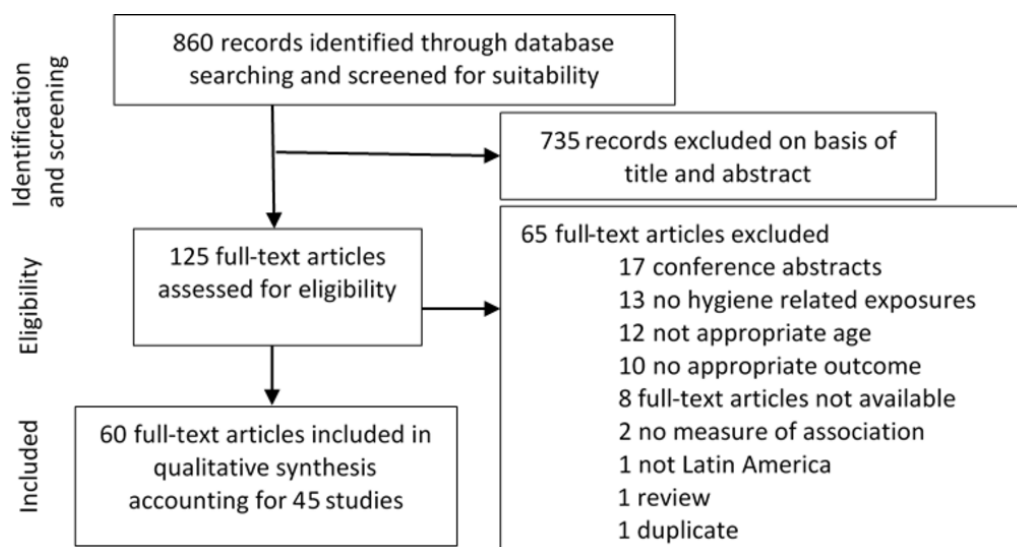 Identification
and screening
860 records identified through database
searching and screened for suitability
735 records excluded on basis of
title and abstract
Eligibility
125 full-text articles
assessed for eligibility
65 full-text articles excluded
17 conference abstracts
13 no hygiene related exposures
12 not appropriate age
10 no appropriate outcome
8 full-text articles not available
2 no measure of association
1 not Latin America
1 review
1 duplicate
Included
60 full-text articles included in
qualitative synthesis
accounting for 45 studies